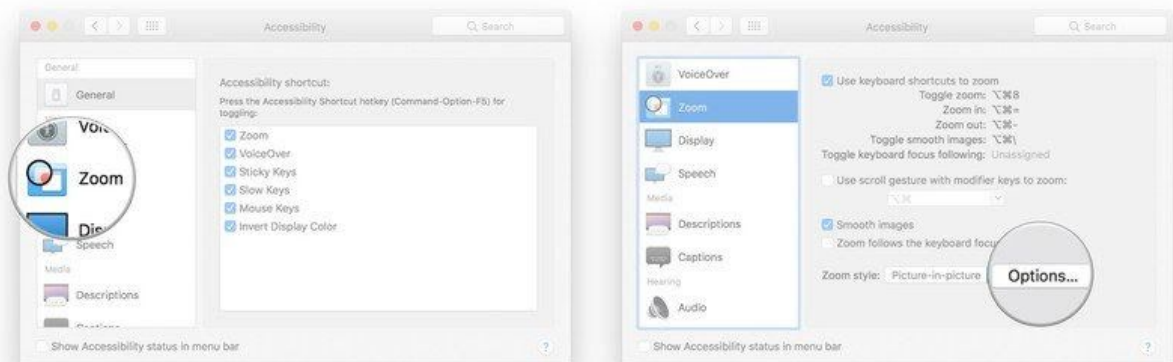 Accessibility
Search
General
General
Zoom
Speech
Media
Descriptions
Accessibility shortcut:
Press the Accessibility Shortcut hotkey (Command-Option-F5) for
toggling:
Zoom
VoiceOver
Sticky Keys
Slow Keys
Mouse Keys
Invert Display Color
Show Accessibility status in menu bar
?
Accessibility
Search
VoiceOver
Zoom
Display
Speech
Media
Descriptions
Captions
Hearing
Audio
Use keyboard shortcuts to zoom
Toggle zoom: ⌥⌘8
Zoom in: ⌥⌘=
Zoom out: ⌥⌘-
Toggle smooth images: ⌥⌘\
Toggle keyboard focus following: Unassigned
Use scroll gesture with modifier keys to zoom:
Smooth images
Zoom follows the keyboard
Zoom style: Picture-in-picture Options...
Show Accessibility status in menu bar
?